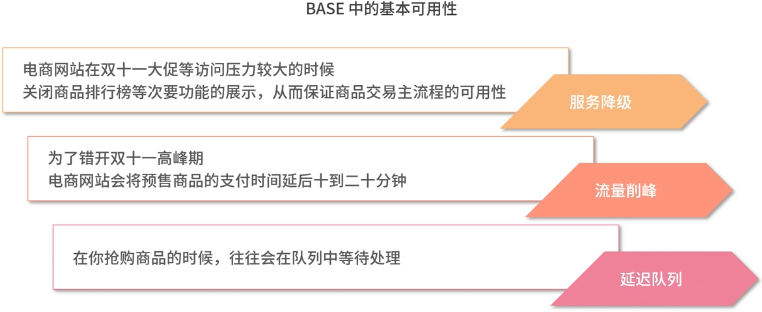 BASE 中的基本可用性
电商网站在双十一大促等访问压力较大的时候
关闭商品排行榜等次要功能的展示，从而保证商品交易主流程的可用性
服务降级
为了错开双十一高峰期
电商网站会将预售商品的支付时间延后十到二十分钟
流量削峰
在你抢购商品的时候，往往会在队列中等待处理
延迟队列